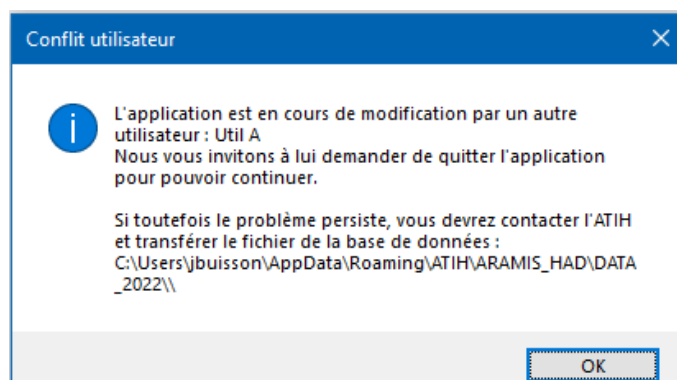 Conflit utilisateur
L'application est en cours de modification par un autre
utilisateur : Util A
Nous vous invitons à lui demander de quitter l'application
pour pouvoir continuer.
Si toutefois le problème persiste, vous devrez contacter l'ATIH
et transférer le fichier de la base de données :
C:\Users\jbuisson\AppData\Roaming\ATIH\ARAMIS_HAD\DATA
_2022\\
OK